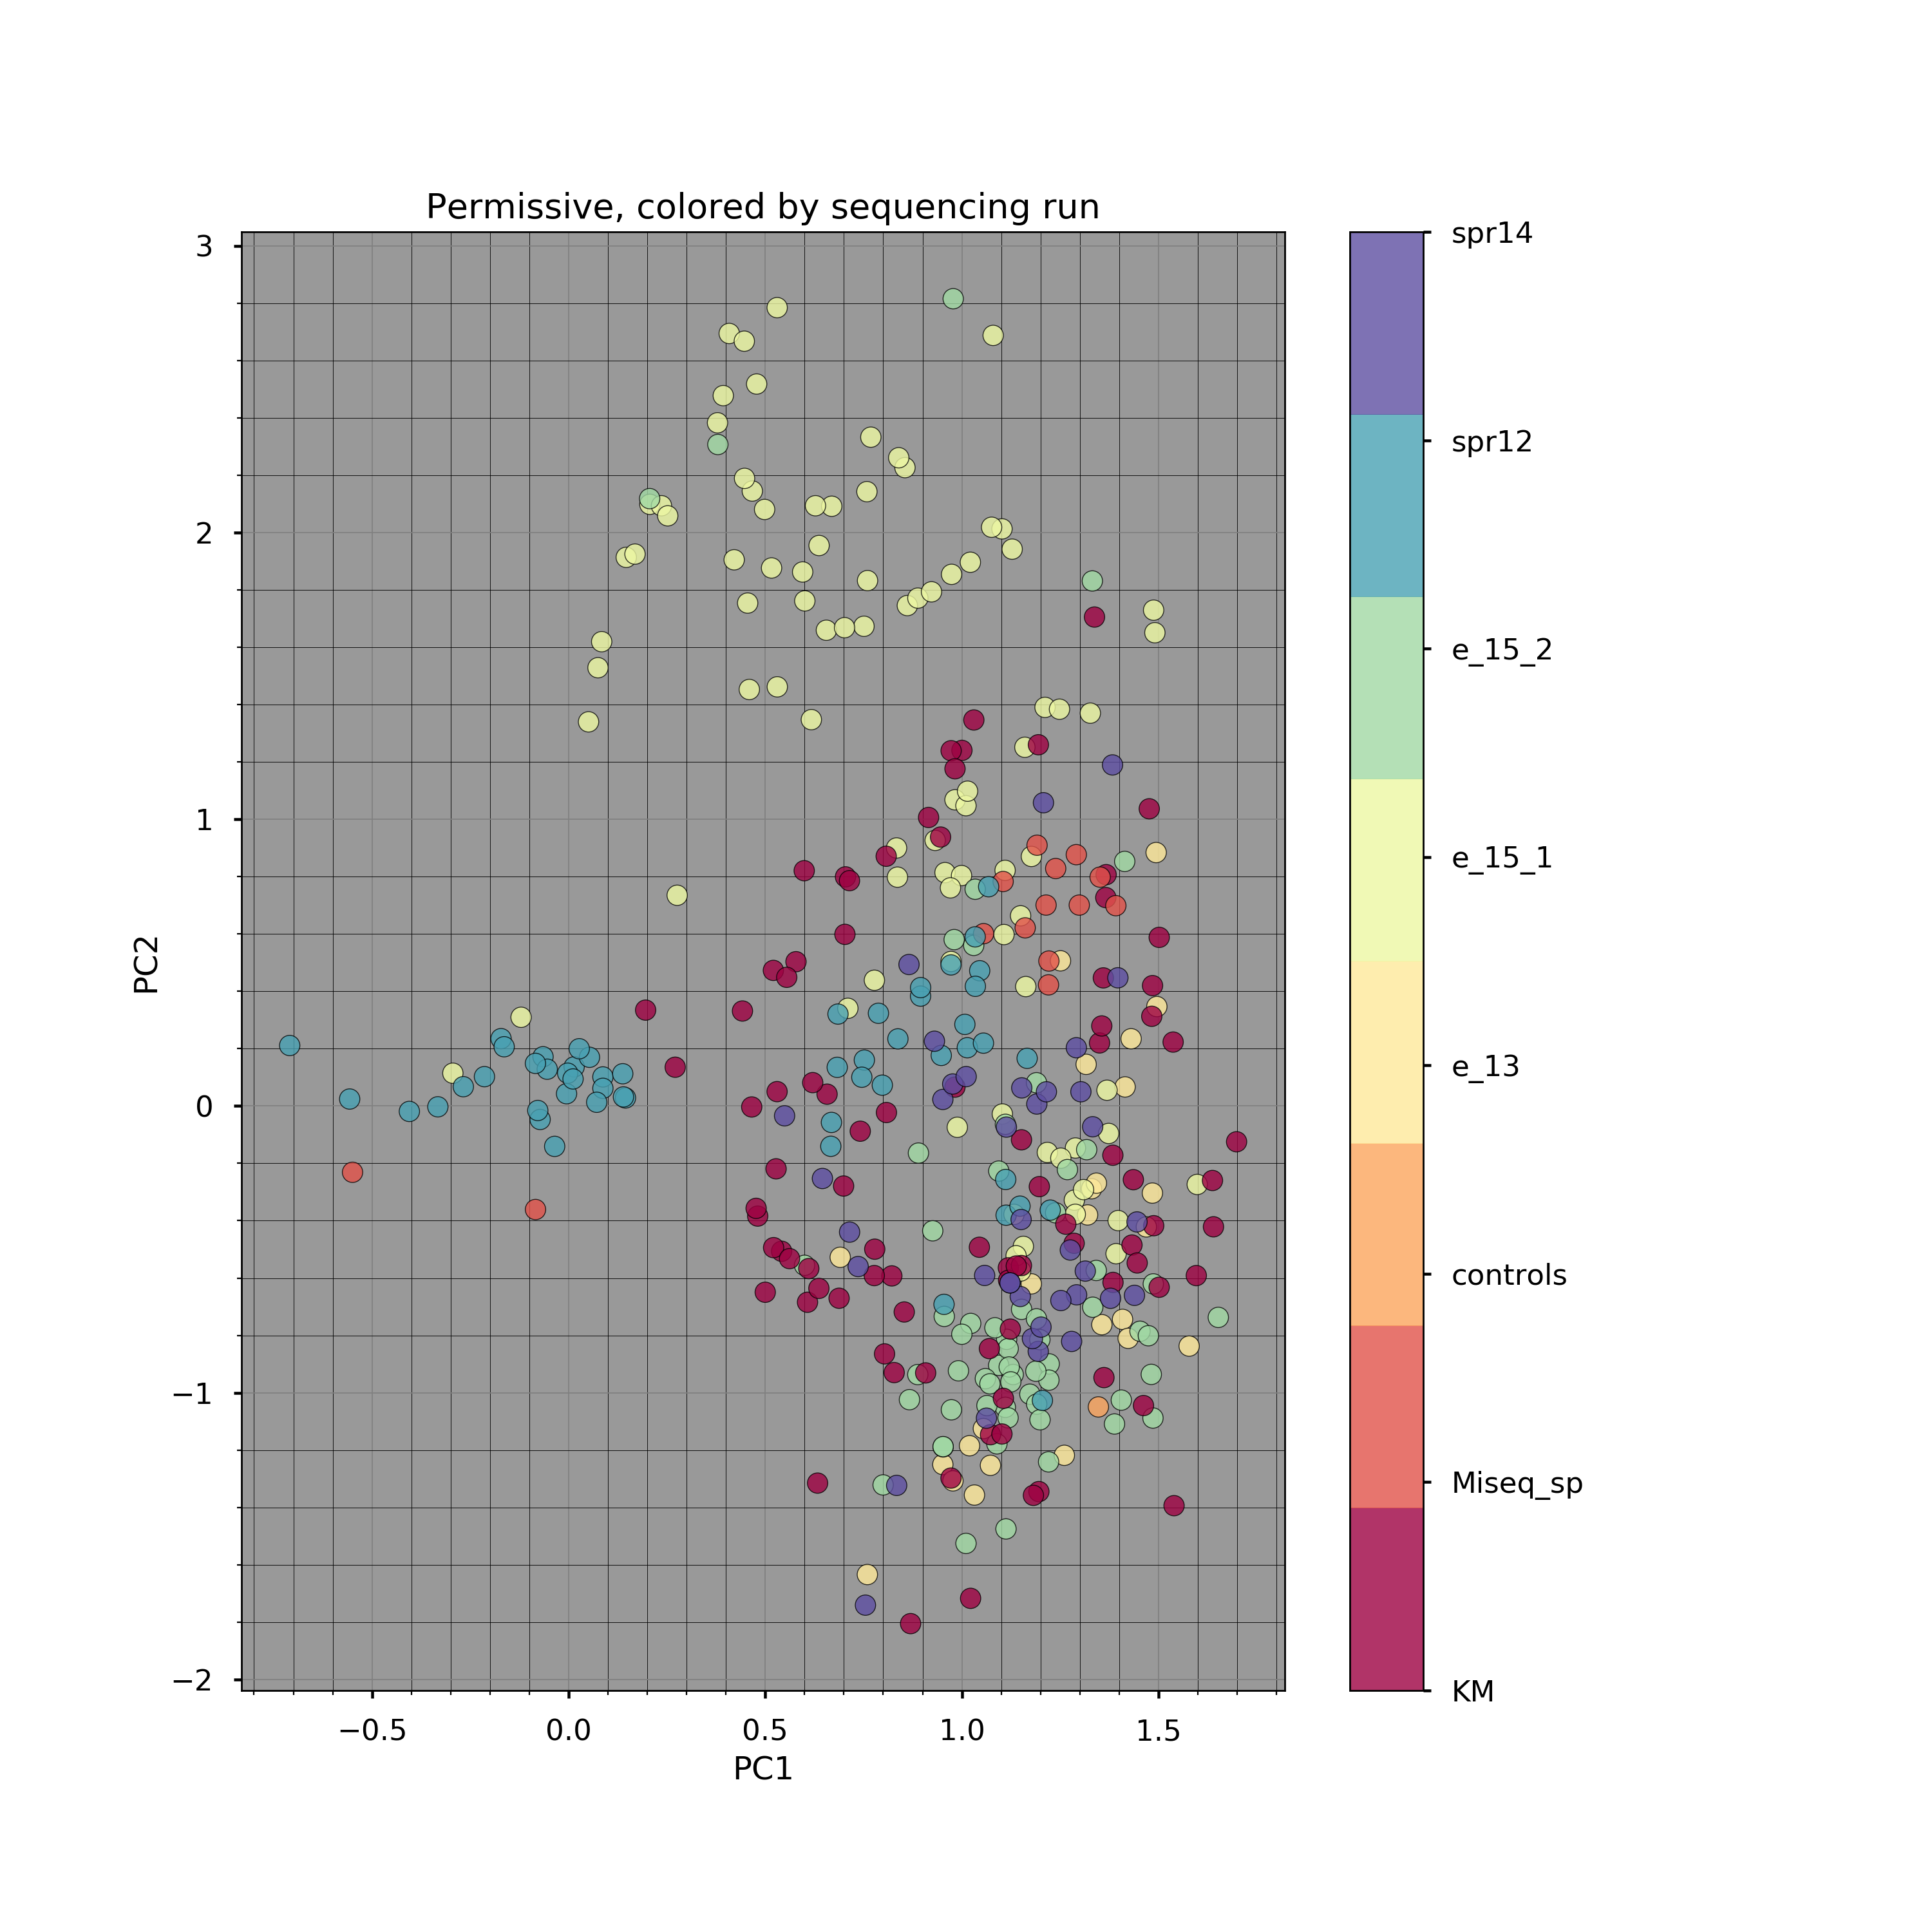 Permissive, colored by sequencing run
3
2
1
0
−1
−2
PC2
−0.5
0.0
0.5
1.0
1.5
PC1
spr14
spr12
e_15_2
e_15_1
e_13
controls
Miseq_sp
KM